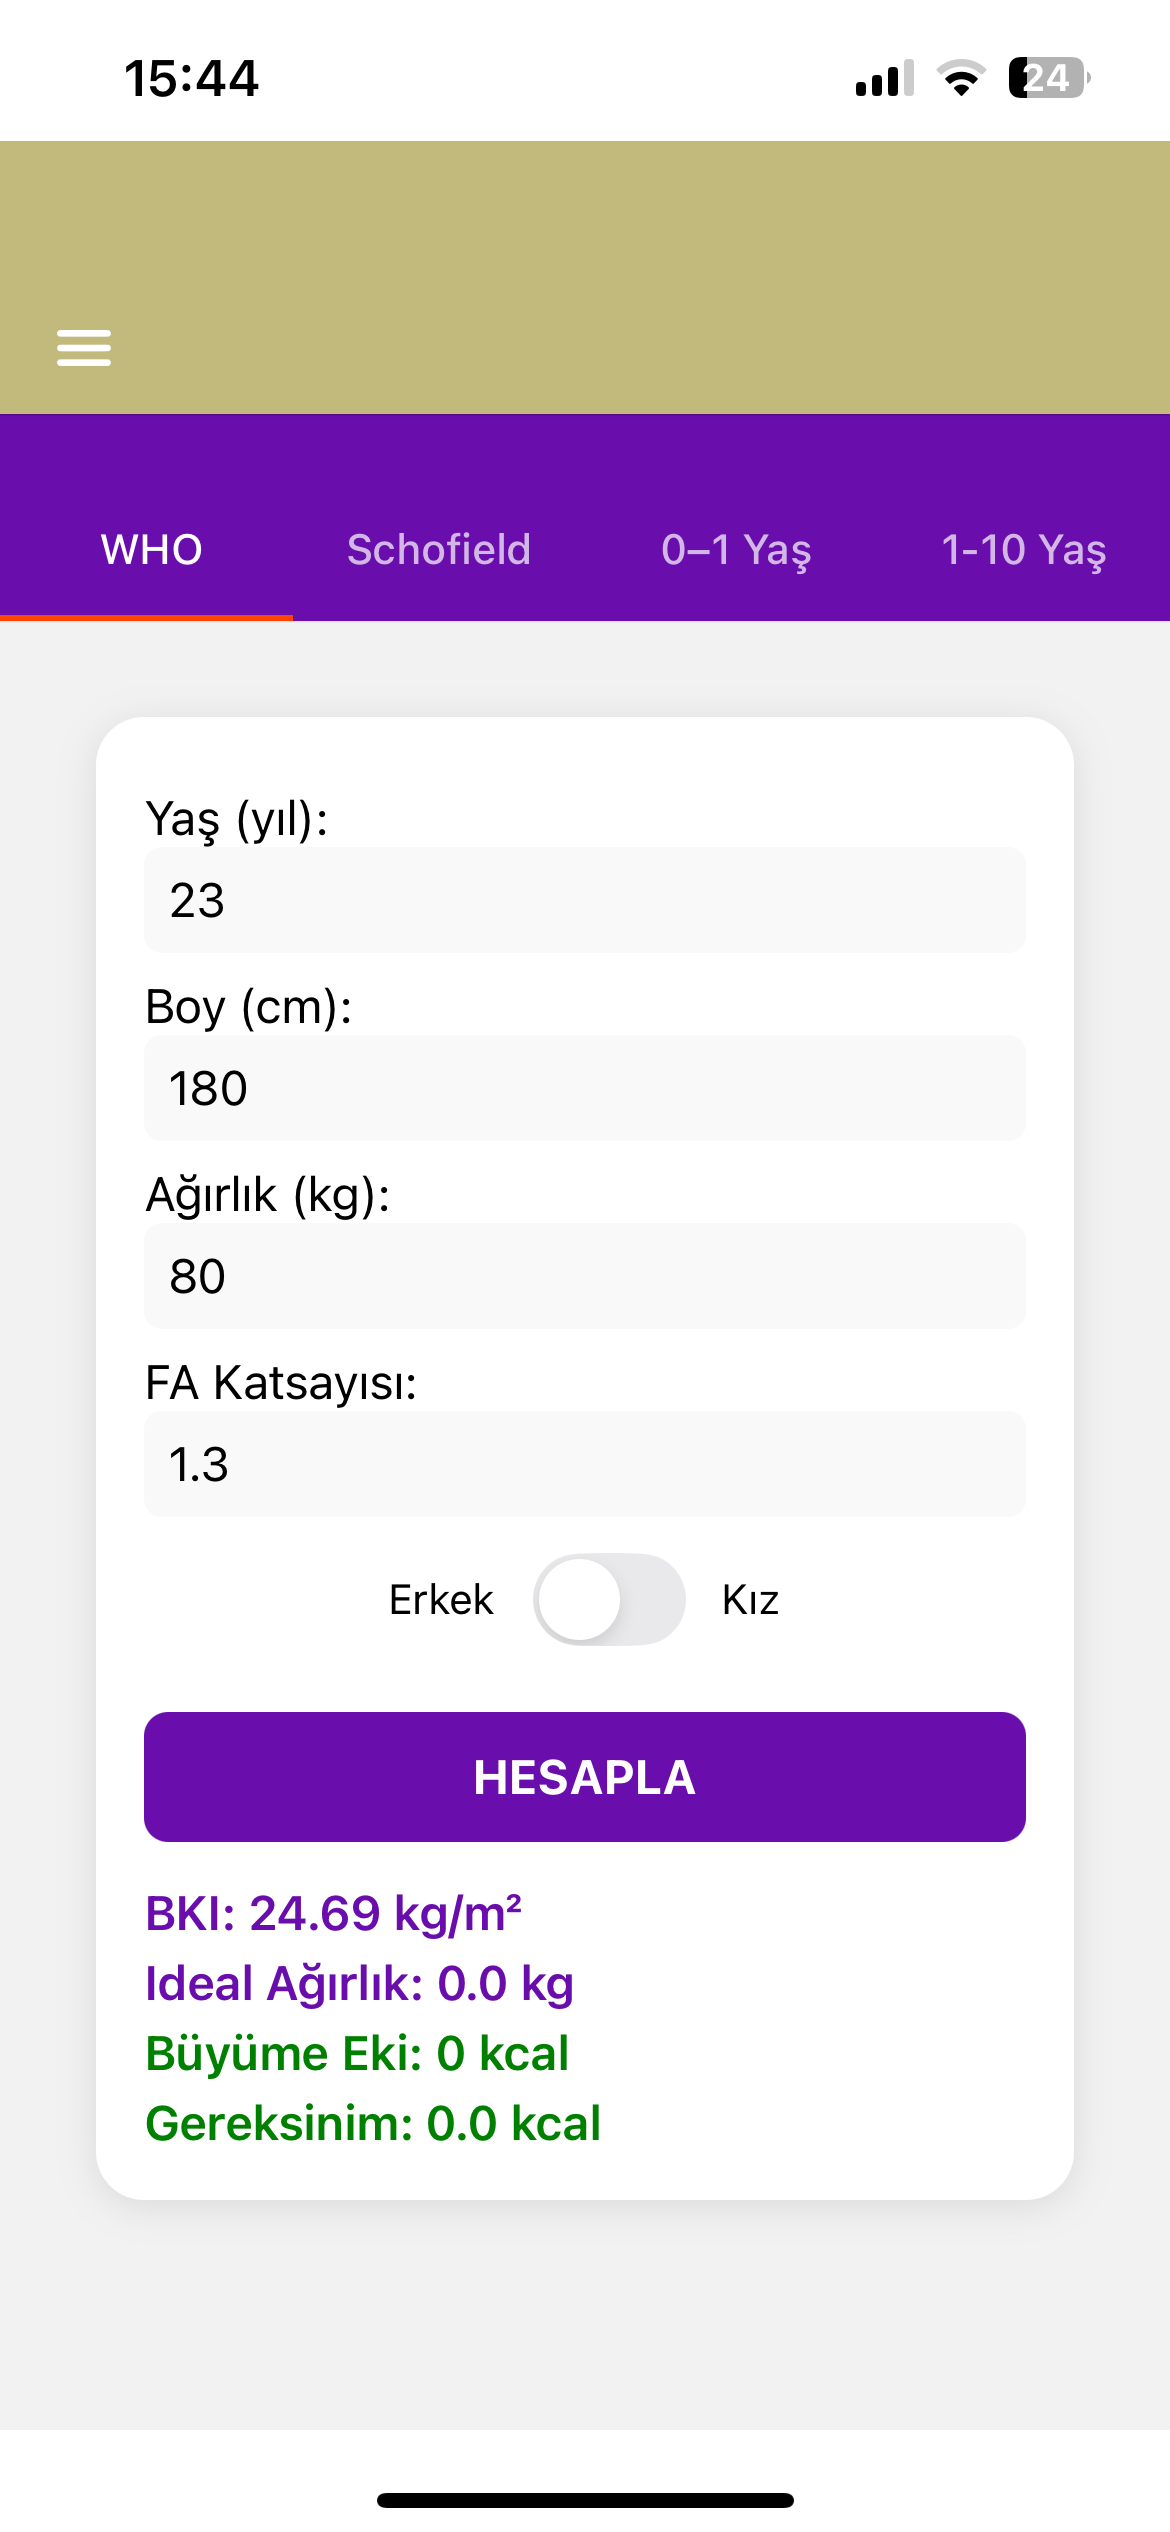 15:44
24
WHO
Schofield
0–1 Yaş
1-10 Yaş
Yaş (yıl):
23
Boy (cm):
180
Ağırlık (kg):
80
FA Katsayısı:
1.3
Erkek
Kız
HESAPLA
BKI: 24.69 kg/m²
Ideal Ağırlık: 0.0 kg
Büyüme Eki: 0 kcal
Gereksinim: 0.0 kcal